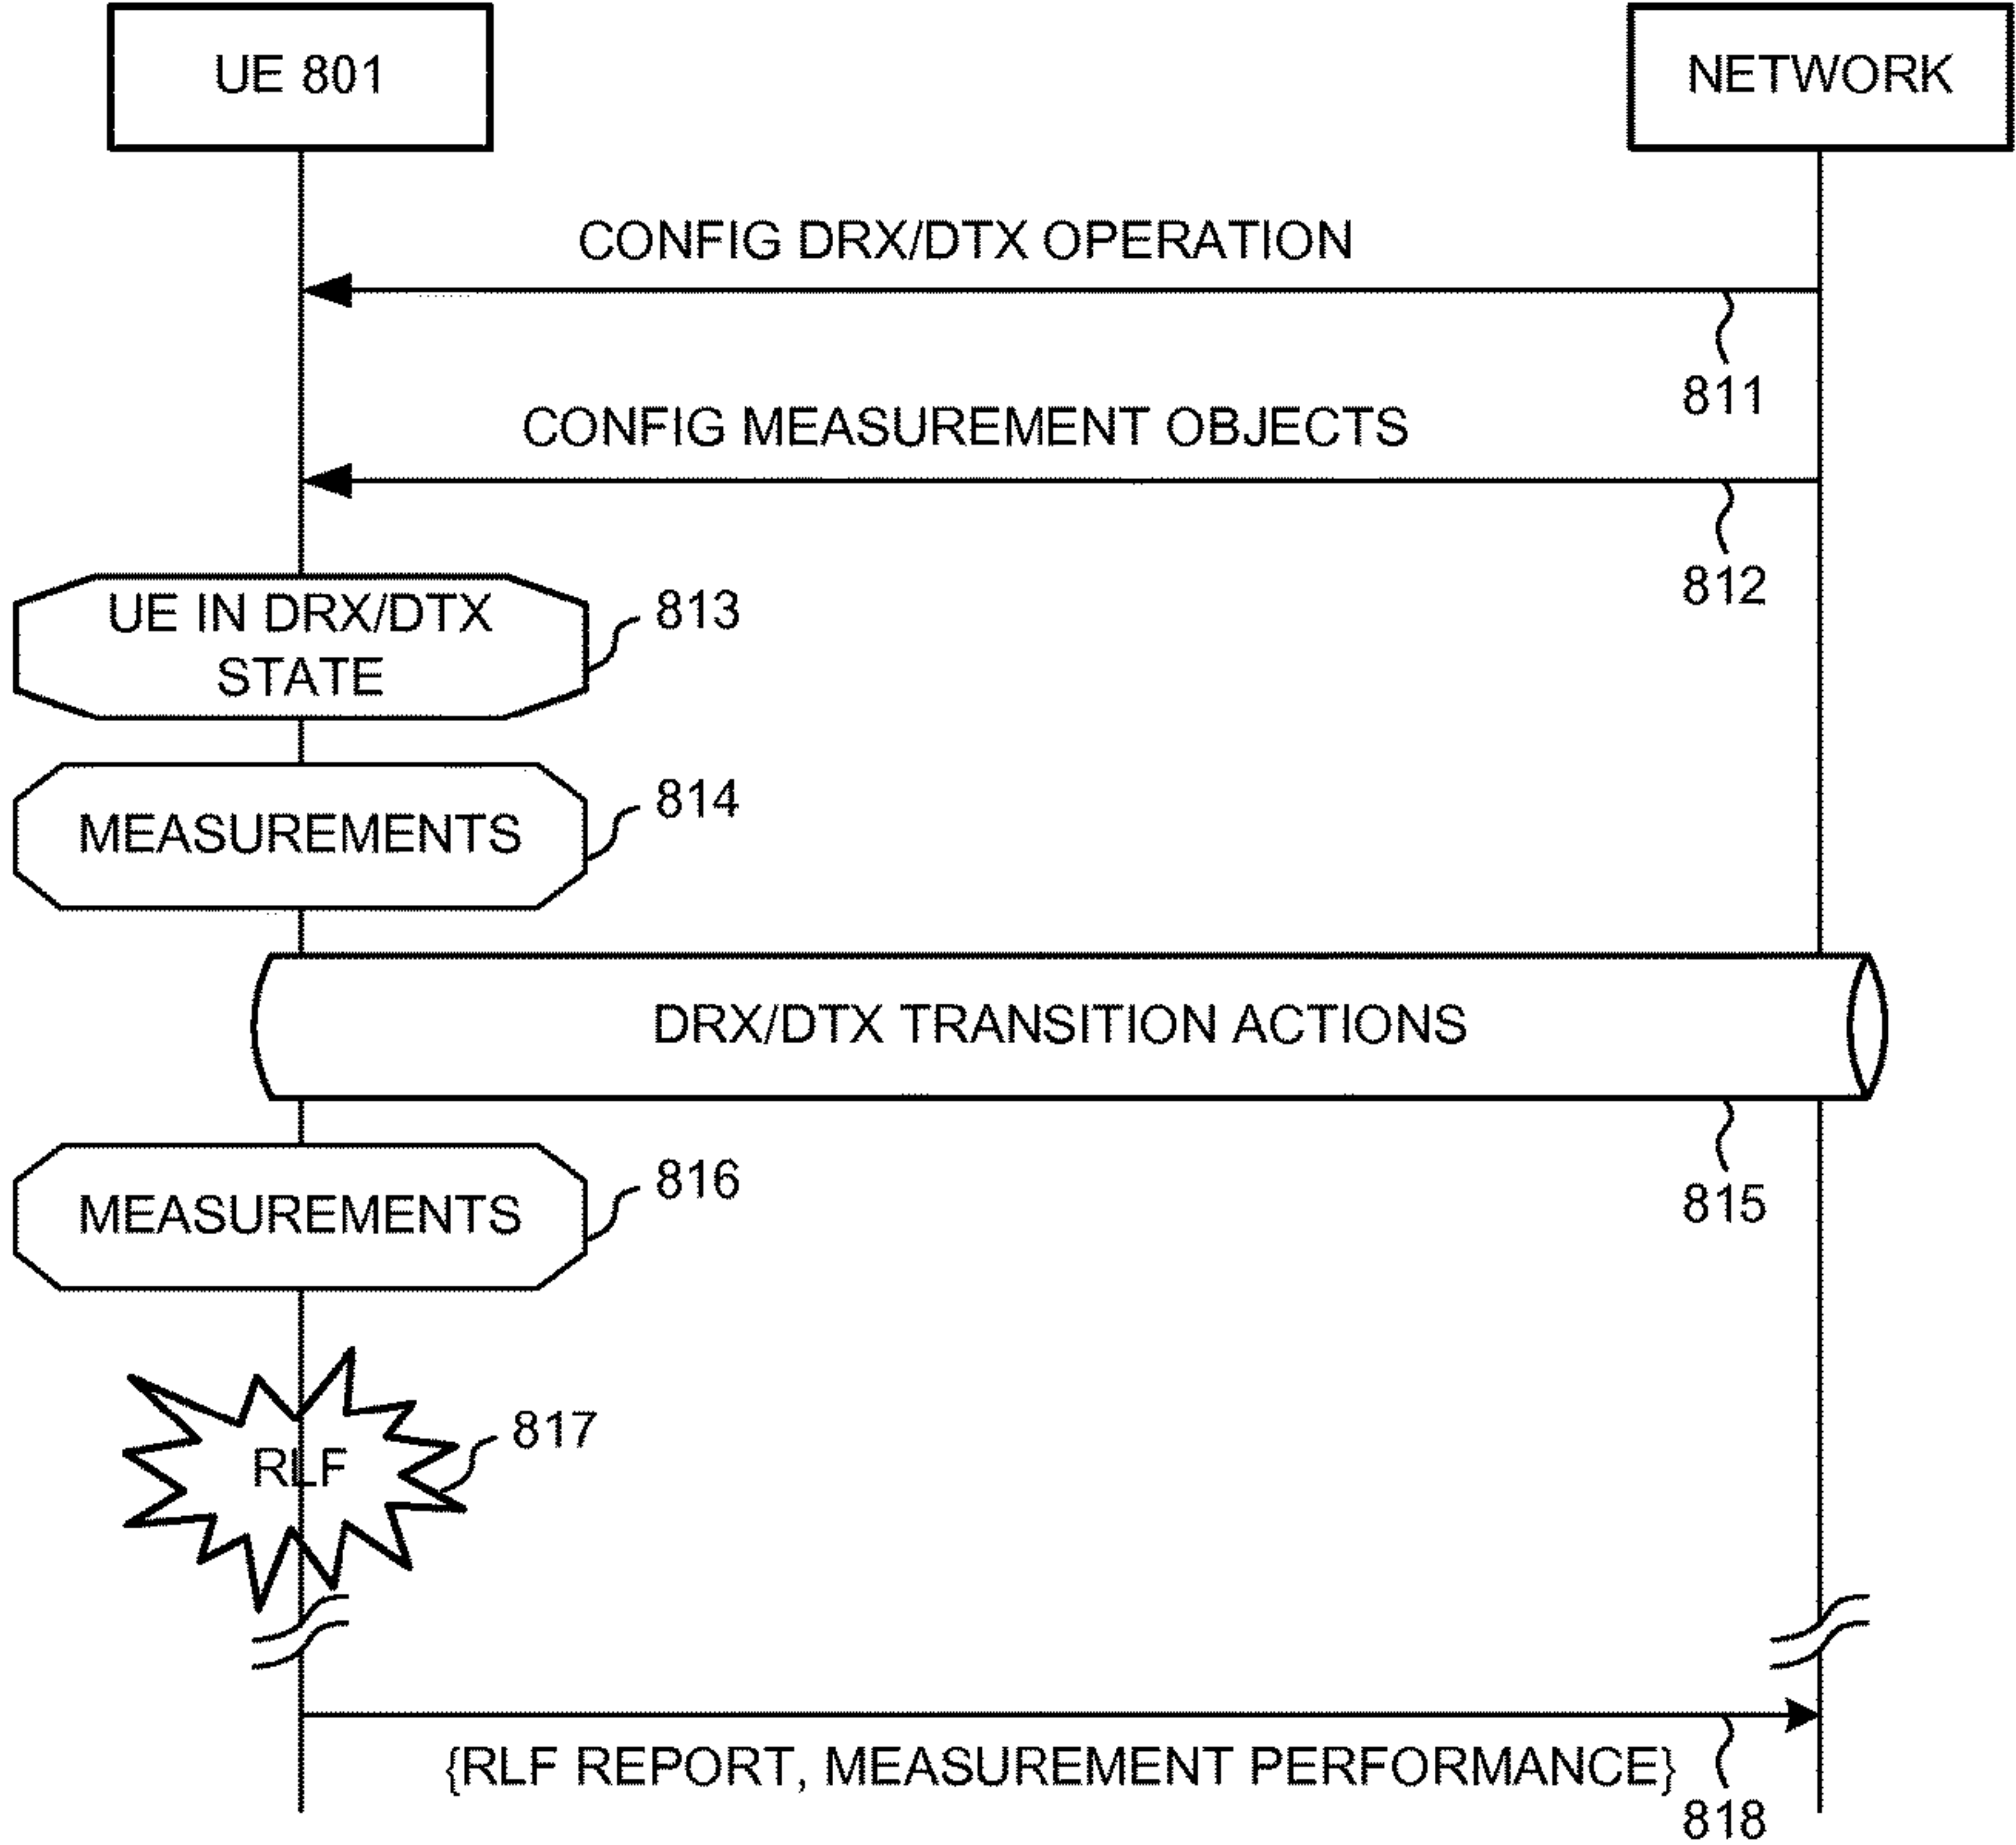 UE 801
NETWORK
CONFIG DRX/DTX OPERATION
811
CONFIG MEASUREMENT OBJECTS
812
UE IN DRX/DTX
STATE
813
MEASUREMENTS
814
DRX/DTX TRANSITION ACTIONS
815
MEASUREMENTS
816
RLF
817
{RLF REPORT, MEASUREMENT PERFORMANCE}
818